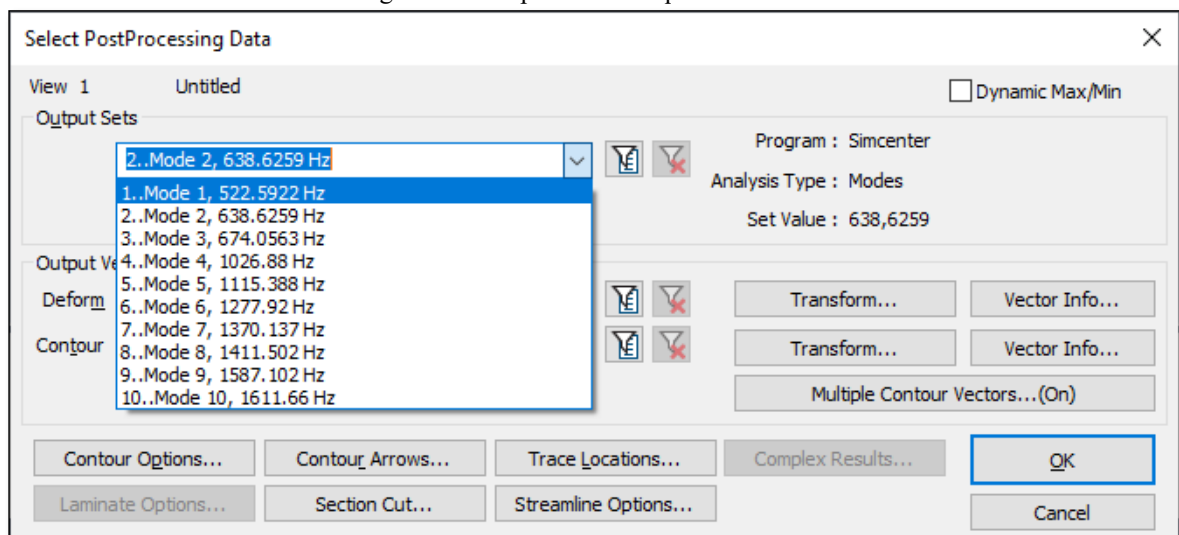 Select PostProcessing Data
View 1 Untitled
Dynamic Max/Min
Output Sets
2..Mode 2, 638.6259 Hz
Program : Simcenter
Analysis Type : Modes
Set Value : 638,6259
1..Mode 1, 522.5922 Hz
2..Mode 2, 638.6259 Hz
3..Mode 3, 674.0563 Hz
4..Mode 4, 1026.88 Hz
5..Mode 5, 1115.388 Hz
6..Mode 6, 1277.92 Hz
7..Mode 7, 1370.137 Hz
8..Mode 8, 1411.502 Hz
9..Mode 9, 1587.102 Hz
10..Mode 10, 1611.66 Hz
Output Ve
Deform
Transform... Vector Info...
Contour
Transform... Vector Info...
Multiple Contour Vectors...(On)
Contour Options... Contour Arrows... Trace Locations... Complex Results... OK
Laminate Options... Section Cut... Streamline Options... Cancel